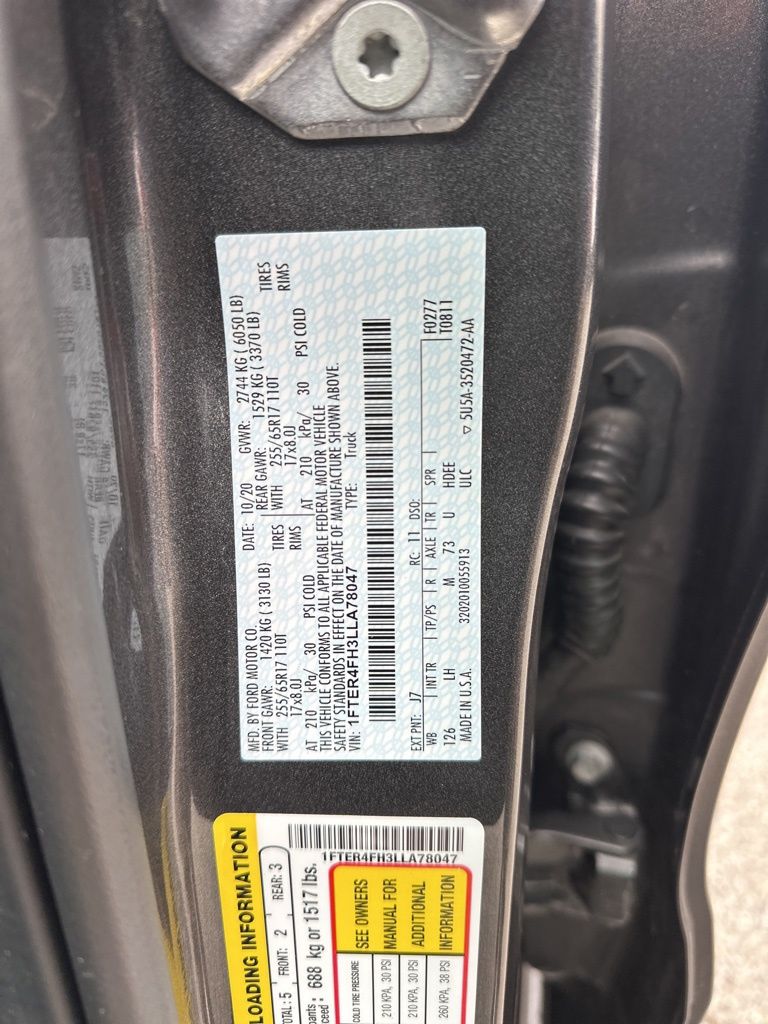 MFD. BY FORD MOTOR CO.
DATE: 10/20 GVWR: 2744 KG ( 6050 LB)
FRONT GAWR: 1420 KG ( 3130 LB) REAR GAWR: 1529 KG ( 3370 LB)
WITH 255/65R17 110T TIRES WITH 255/65R17 110T TIRES
17x8.0J RIMS 17x8.0J RIMS
AT 210 kPa/ 30 PSI COLD AT 210 kPa/ 30 PSI COLD
THIS VEHICLE CONFORMS TO ALL APPLICABLE FEDERAL MOTOR VEHICLE
SAFETY STANDARDS IN EFFECT ON THE DATE OF MANUFACTURE SHOWN ABOVE.
VIN: 1FTER4FH3LLA78047 TYPE: Truck
EXT PNT: J7 RC: 11 DSO: F0277
WB INT TR TP/PS R AXLE TR SPR T0811
126 LH M 73 U HDEE
MADE IN U.S.A. 3202010055913 ULC ▽ 5U5A-3520472-AA
LOADING INFORMATION
OTAL : 5 FRONT: 2 REAR: 3
pants
ceed : 688 kg or 1517 lbs.
1FTER4FH3LLA78047
COLD TIRE PRESSURE
210 KPA, 30 PSI
210 KPA, 30 PSI
260 KPA, 38 PSI
SEE OWNERS
MANUAL FOR
ADDITIONAL
INFORMATION